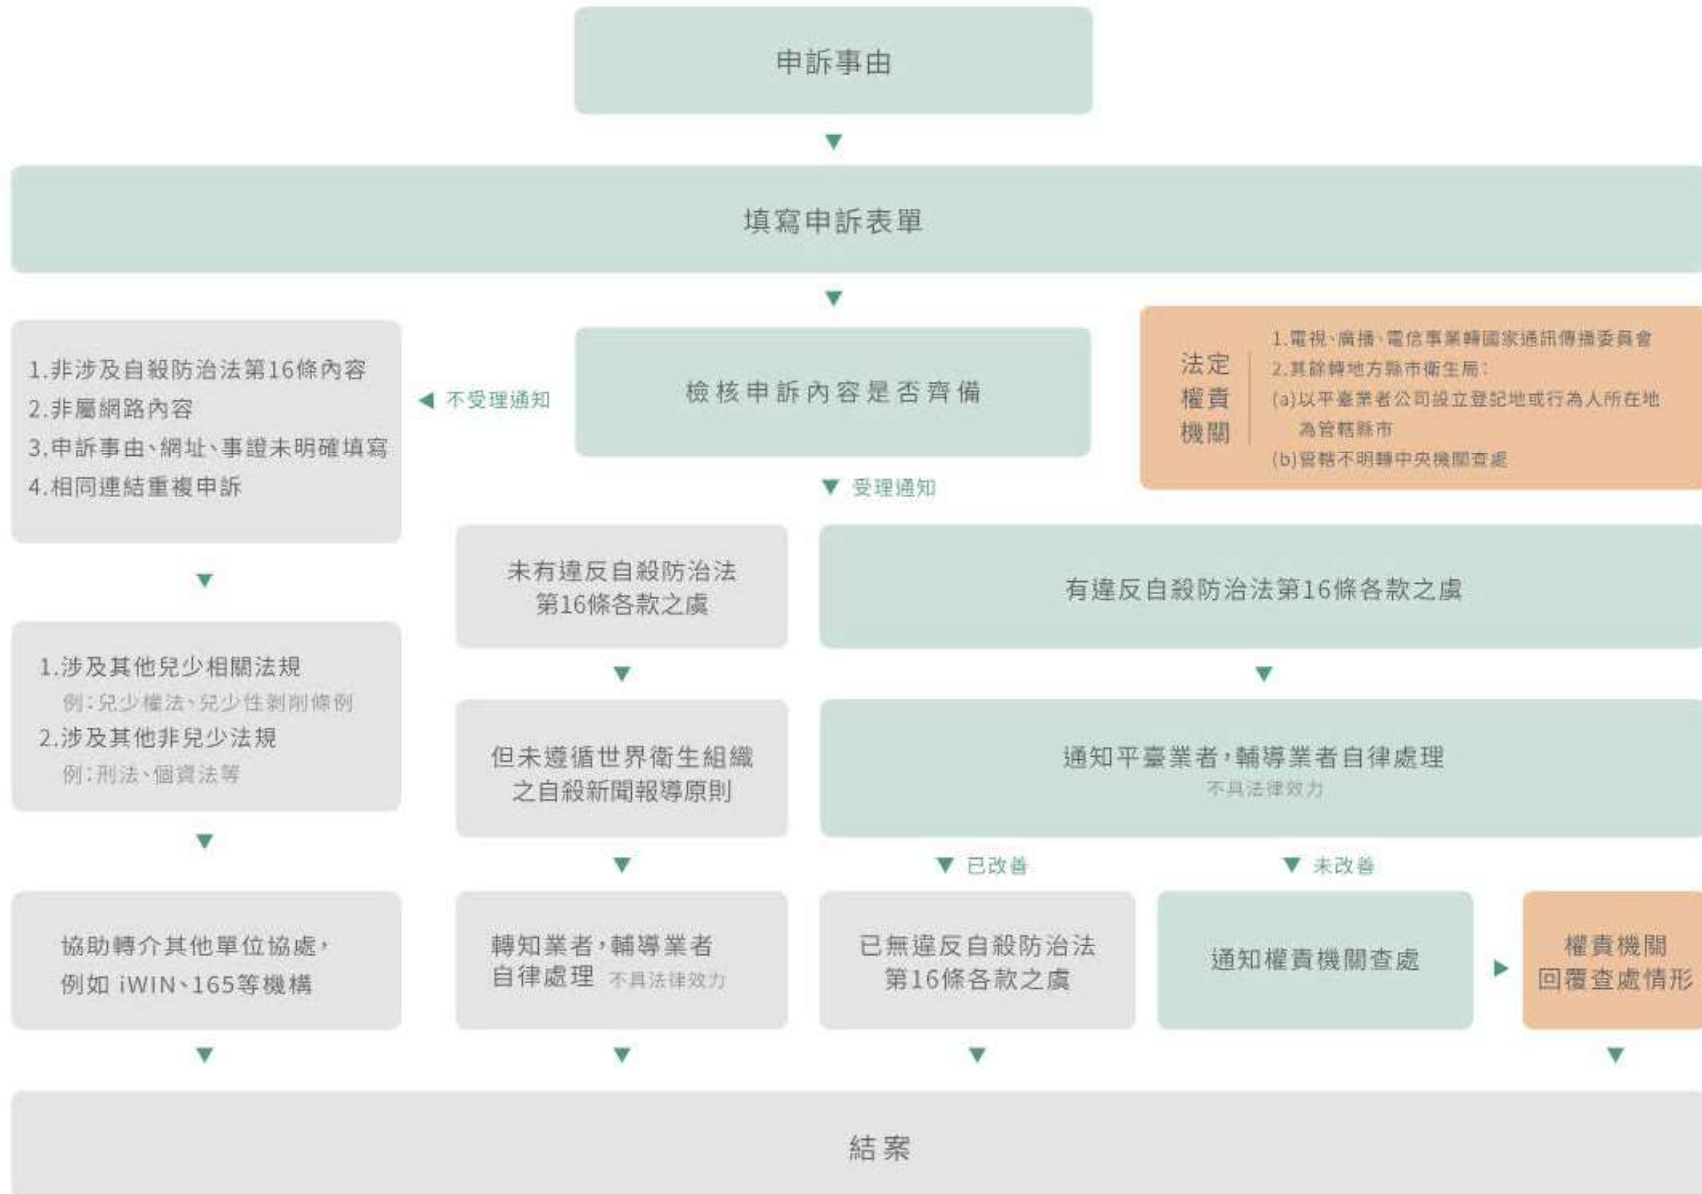 申訴事由
填寫申訴表單
1.非涉及自殺防治法第16條內容
2.非屬網路內容
3.申訴事由、網址、事證未明確填寫
4.相同連結重複申訴
不受理通知
檢核申訴內容是否齊備
法定
權責
機關
1.電視、廣播、電信事業轉國家通訊傳播委員會
2.其餘轉地方縣市衛生局：
(a)以平臺業者公司設立登記地或行為人所在地
為管轄縣市
(b)管轄不明轉中央機關查處
受理通知
未有違反自殺防治法
第16條各款之虞
有違反自殺防治法第16條各款之虞
1.涉及其他兒少相關法規
例：兒少權法、兒少性剝削條例
2.涉及其他非兒少法規
例：刑法、個資法等
但未遵循世界衛生組織
之自殺新聞報導原則
通知平臺業者，輔導業者自律處理
不具法律效力
已改善
未改善
協助轉介其他單位協處，
例如 iWIN、165等機構
轉知業者，輔導業者
自律處理 不具法律效力
已無違反自殺防治法
第16條各款之虞
通知權責機關查處
權責機關
回覆查處情形
結案